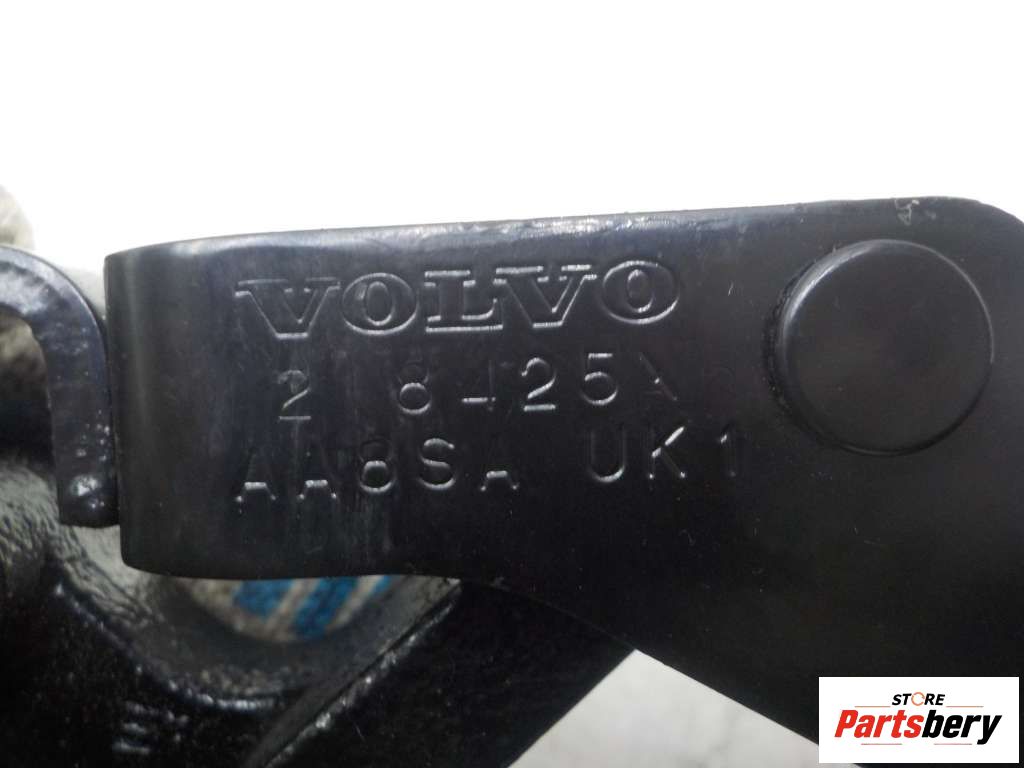 VOLVO
AA8SA UK1
STORE
Partsbery